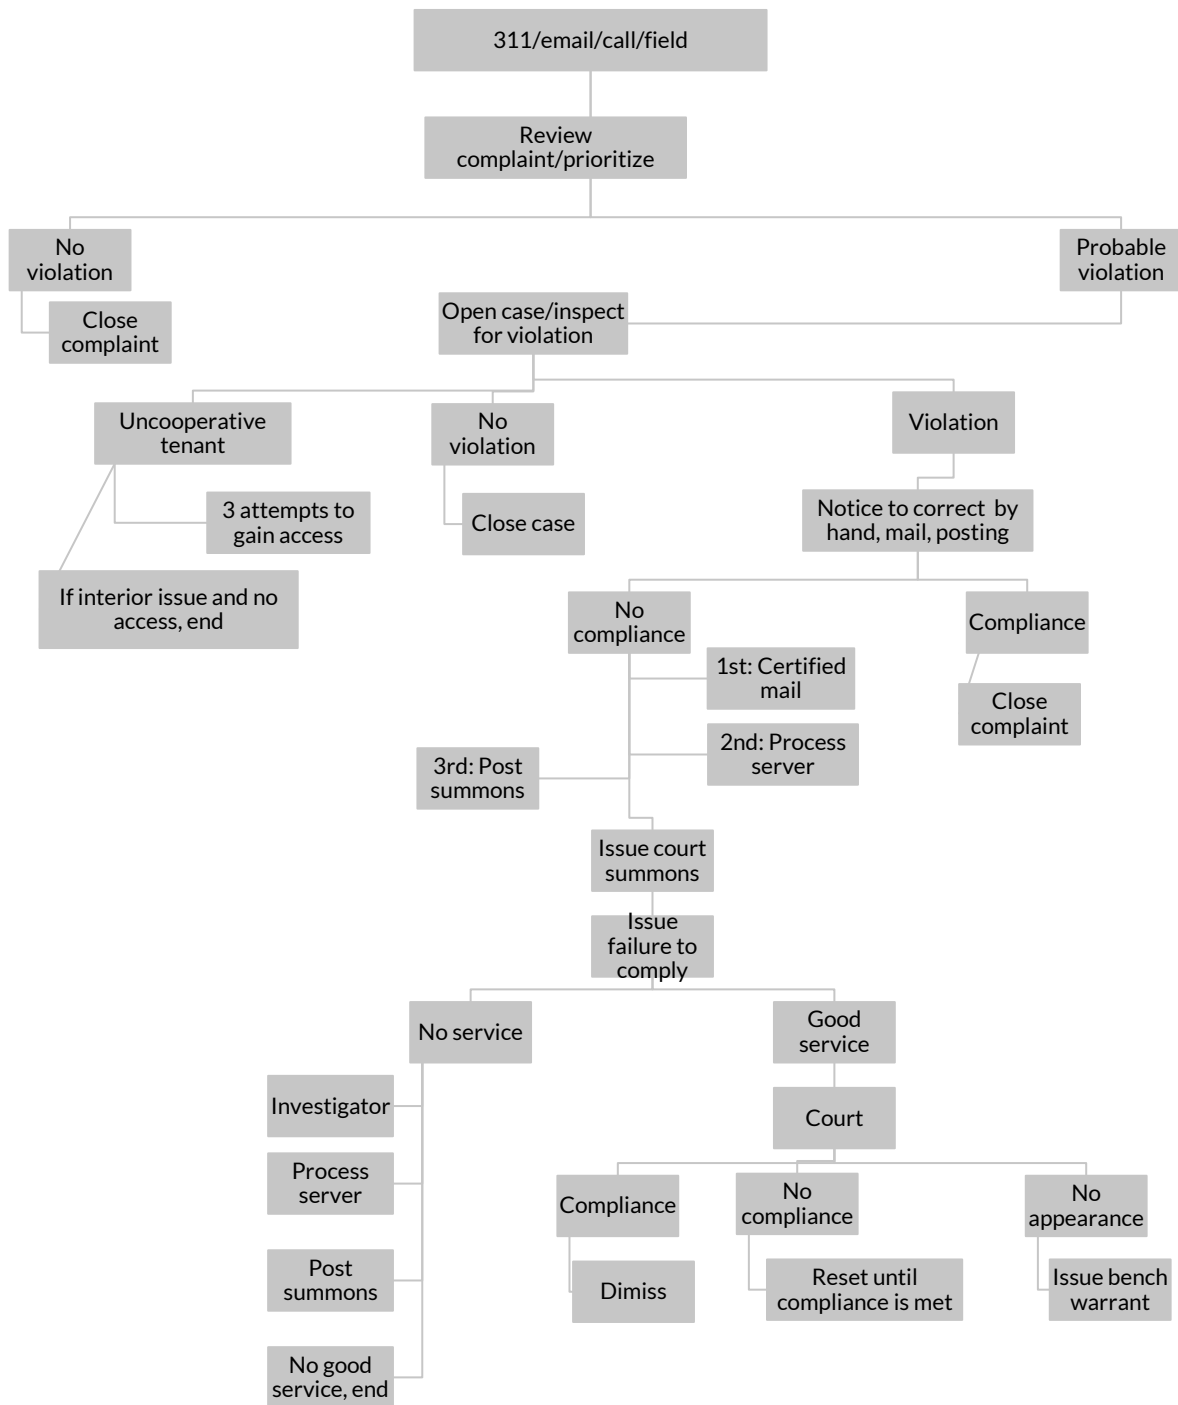 311/email/call/field
Review
complaint/prioritize
No
violation
Probable
violation
Close
complaint
Open case/inspect
for violation
Uncooperative
tenant
No
violation
Violation
3 attempts to
gain access
Close case
Notice to correct by
hand, mail, posting
If interior issue and no
access, end
No
compliance
Compliance
1st: Certified
mail
Close
complaint
2nd: Process
server
3rd: Post
summons
Issue court
summons
Issue
failure to
comply
No service
Good
service
Investigator
Court
Process
server
Compliance
No
compliance
No
appearance
Post
summons
Dimiss
Reset until
compliance is met
Issue bench
warrant
No good
service, end